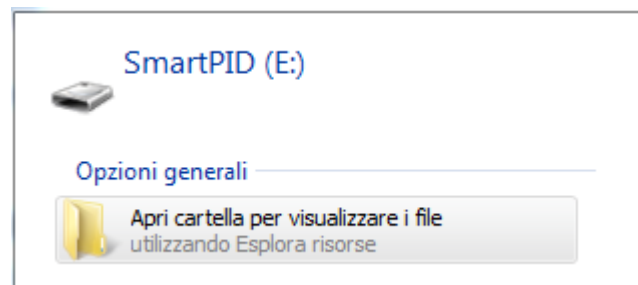 SmartPID (E:)
Opzioni generali
Apri cartella per visualizzare i file
utilizzando Esplora risorse